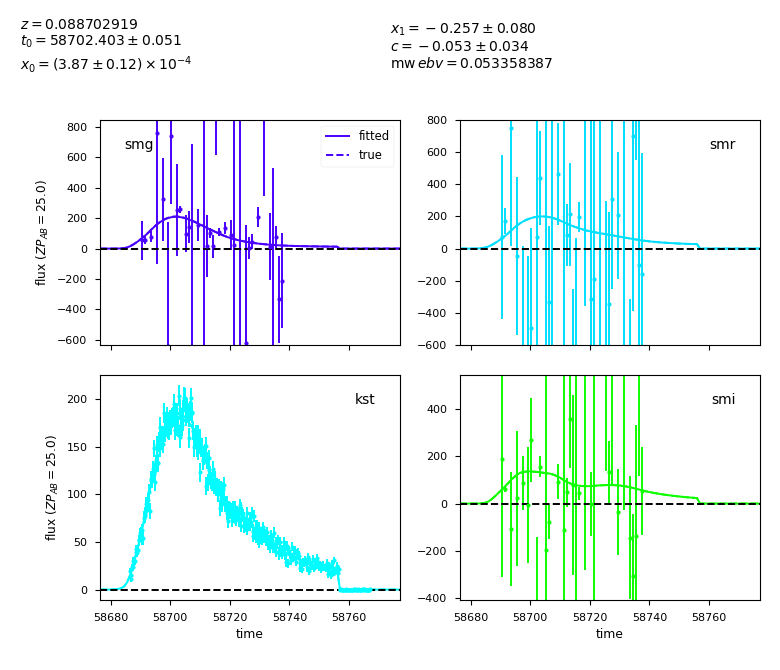 z = 0.088702919
t₀ = 58702.403 ± 0.051
x₀ = (3.87 ± 0.12) × 10⁻⁴
x₁ = −0.257 ± 0.080
c = −0.053 ± 0.034
mw ebv = 0.053358387
smg
fitted
true
flux (ZP_AB = 25.0)
800
600
400
200
0
−200
−400
−600
smr
800
600
400
200
0
−200
−400
−600
kst
flux (ZP_AB = 25.0)
200
150
100
50
0
58680 58700 58720 58740 58760
time
smi
400
200
0
−200
−400
58680 58700 58720 58740 58760
time